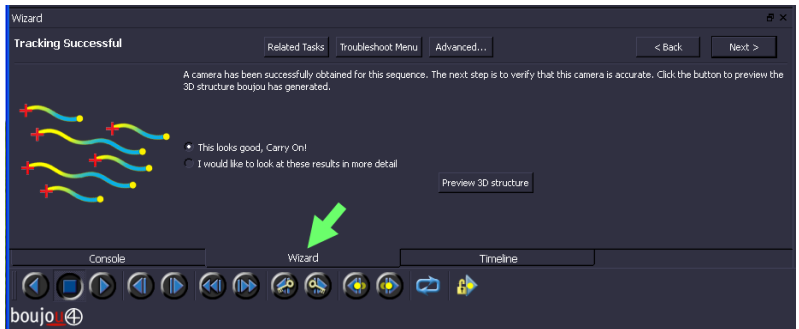 Wizard
Tracking Successful
Related Tasks
Troubleshoot Menu
Advanced...
< Back
Next >
A camera has been successfully obtained for this sequence. The next step is to verify that this camera is accurate. Click the button to preview the
3D structure boujou has generated.
This looks good, Carry On!
I would like to look at these results in more detail
Preview 3D structure
Console
Wizard
Timeline
boujou4